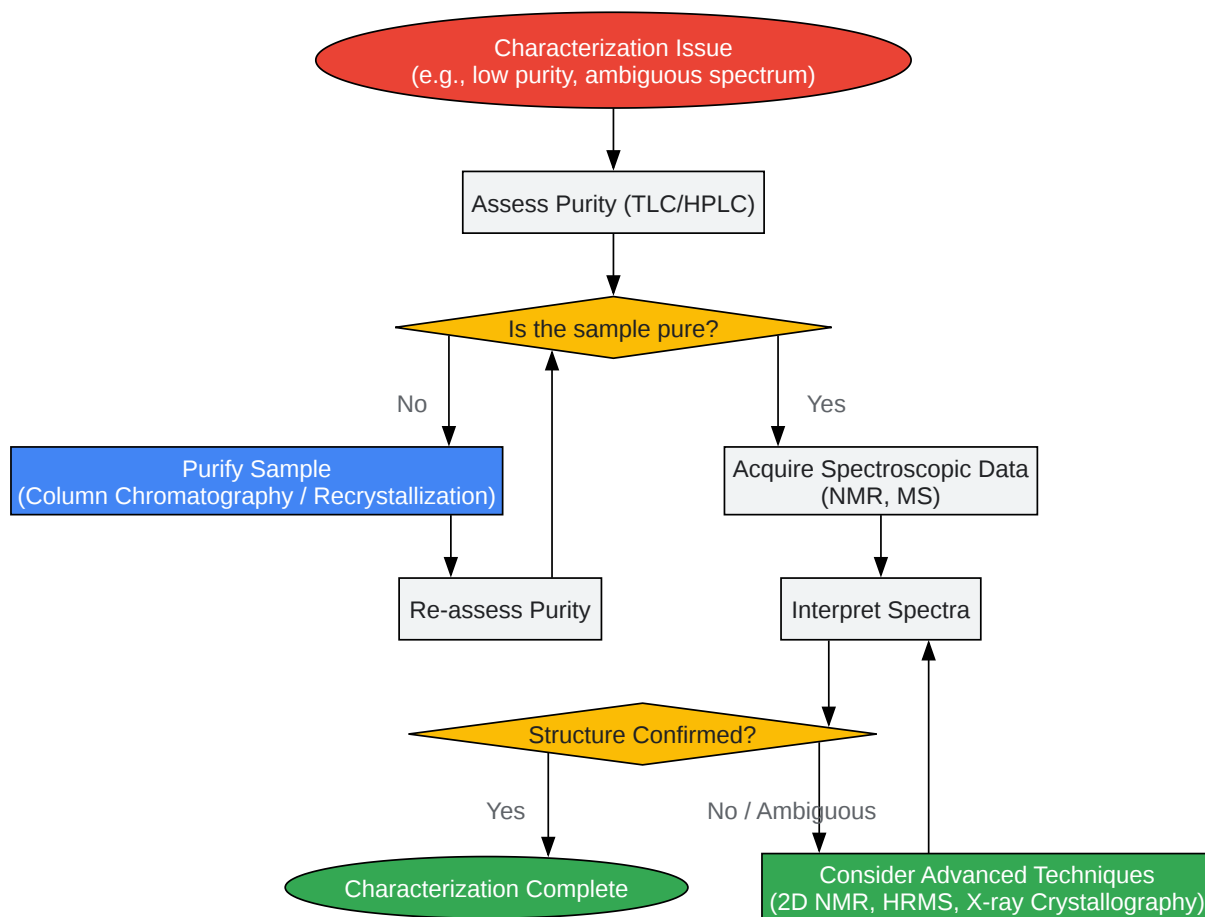 Characterization Issue
(e.g., low purity, ambiguous spectrum)
Assess Purity (TLC/HPLC)
Is the sample pure?
No
Yes
Purify Sample
(Column Chromatography / Recrystallization)
Acquire Spectroscopic Data
(NMR, MS)
Re-assess Purity
Interpret Spectra
Structure Confirmed?
Yes
No / Ambiguous
Characterization Complete
Consider Advanced Techniques
(2D NMR, HRMS, X-ray Crystallography)